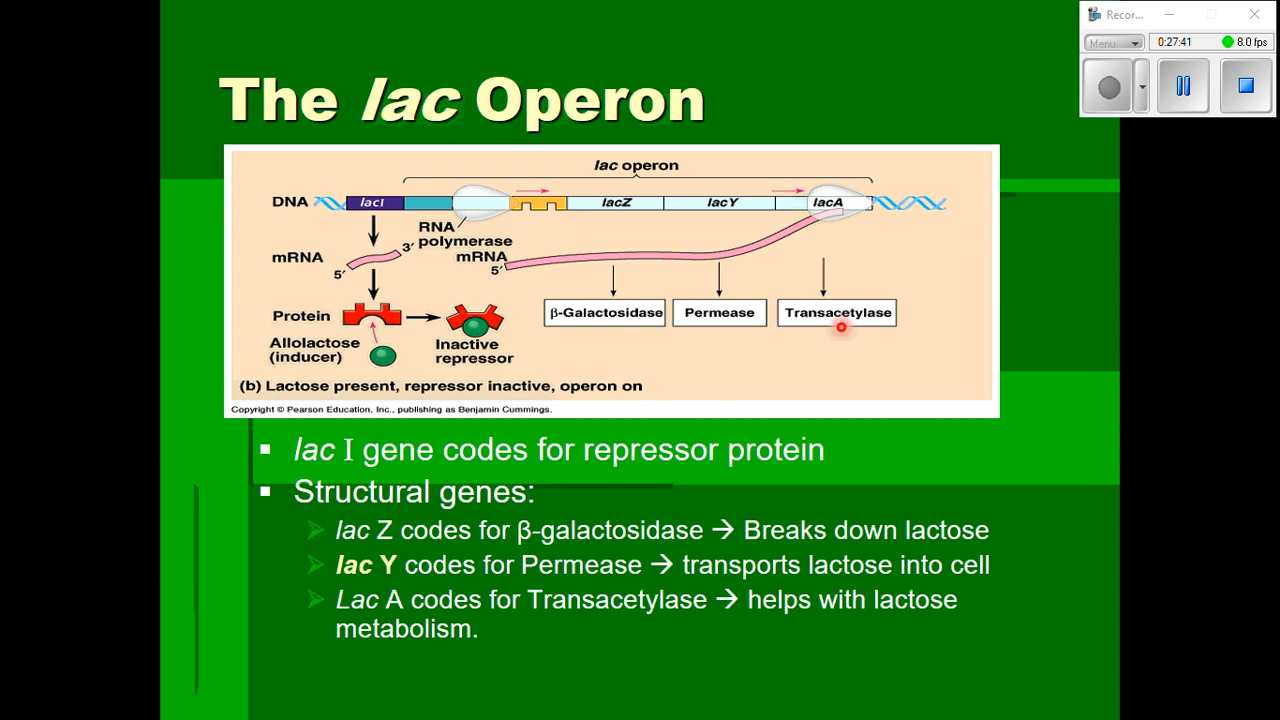 Recor...
Menu
0:27:41
8.0 fps
The lac Operon
lac operon
DNA
lacI
lacZ
lacY
lacA
RNA
polymerase
mRNA
5′
3′
mRNA
5′
Protein
β-Galactosidase
Permease
Transacetylase
Allolactose
(inducer)
Inactive
repressor
(b) Lactose present, repressor inactive, operon on
Copyright © Pearson Education, Inc., publishing as Benjamin Cummings.
▪ lac I gene codes for repressor protein
▪ Structural genes:
➢ lac Z codes for β-galactosidase → Breaks down lactose
➢ lac Y codes for Permease → transports lactose into cell
➢ Lac A codes for Transacetylase → helps with lactose
metabolism.